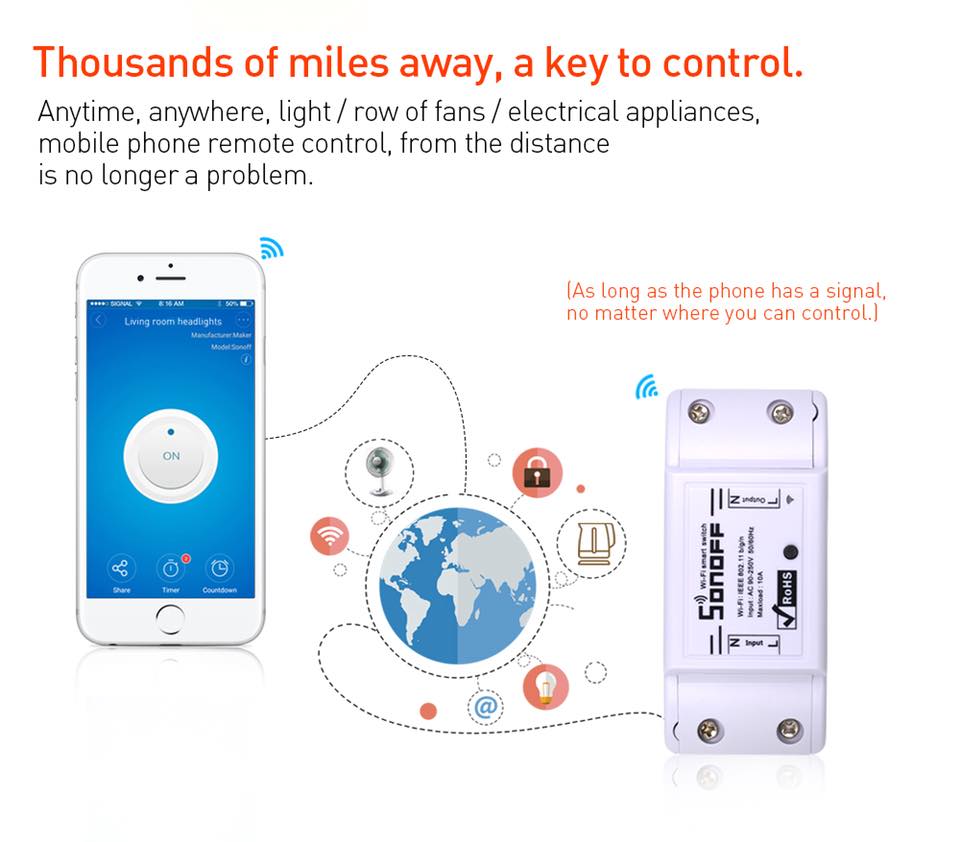 Thousands of miles away, a key to control.
Anytime, anywhere, light / row of fans / electrical appliances,
mobile phone remote control, from the distance
is no longer a problem.
(As long as the phone has a signal,
no matter where you can control.)
SIGNAL 8:16 AM 50%
Living room headlights
Manufacturer:Maker
Model:Sonoff
i
ON
2
Share Timer Countdown
@
N Output L
SONOFF
Wi-Fi smart switch
Wi-Fi: IEEE 802.11 b/g/n
Input : AC 90-250V 50/60Hz
Maxload : 10A
RoHS
N Input L